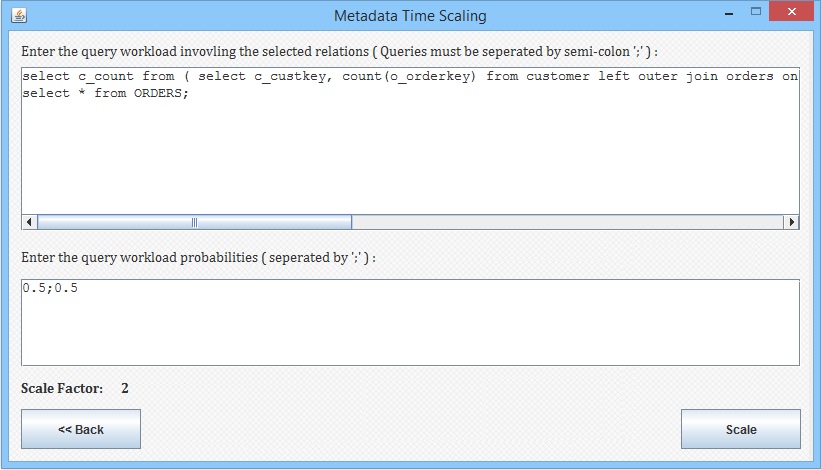 Metadata Time Scaling
Enter the query workload invovling the selected relations ( Queries must be seperated by semi-colon ';' ) :
select c_count from ( select c_custkey, count(o_orderkey) from customer left outer join orders on
select * from ORDERS;
Enter the query workload probabilities ( seperated by ';' ) :
0.5;0.5
Scale Factor: 2
<< Back
Scale